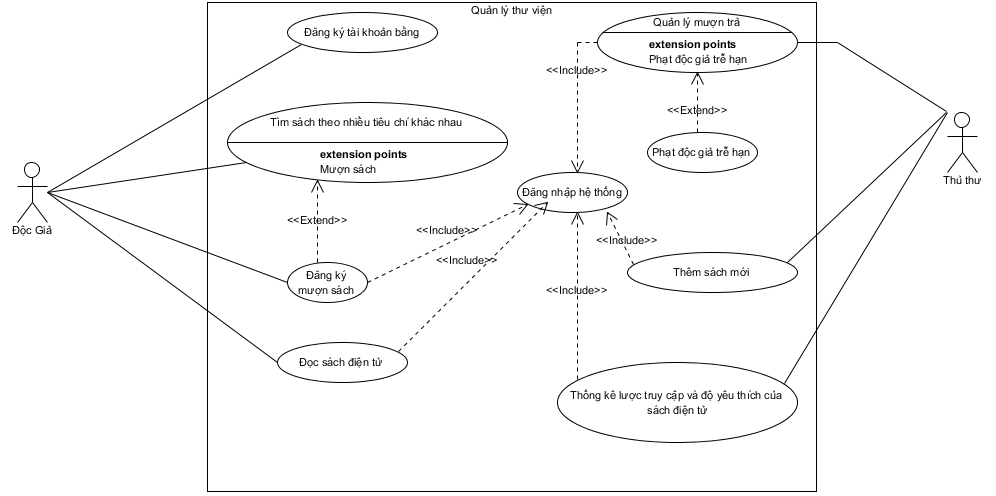 Quản lý thư viện
Đăng ký tài khoản bằng
Quản lý mượn trả
extension points
Phạt độc giả trễ hạn
<<Include>>
<<Extend>>
Phạt độc giả trễ hạn
Tìm sách theo nhiều tiêu chí khác nhau
extension points
Mượn sách
Đăng nhập hệ thống
Độc Giả
Thủ thư
<<Extend>>
<<Include>>
<<Include>>
<<Include>>
<<Include>>
Đăng ký
mượn sách
Thêm sách mới
Đọc sách điện tử
Thống kê lược truy cập và độ yêu thích của
sách điện tử